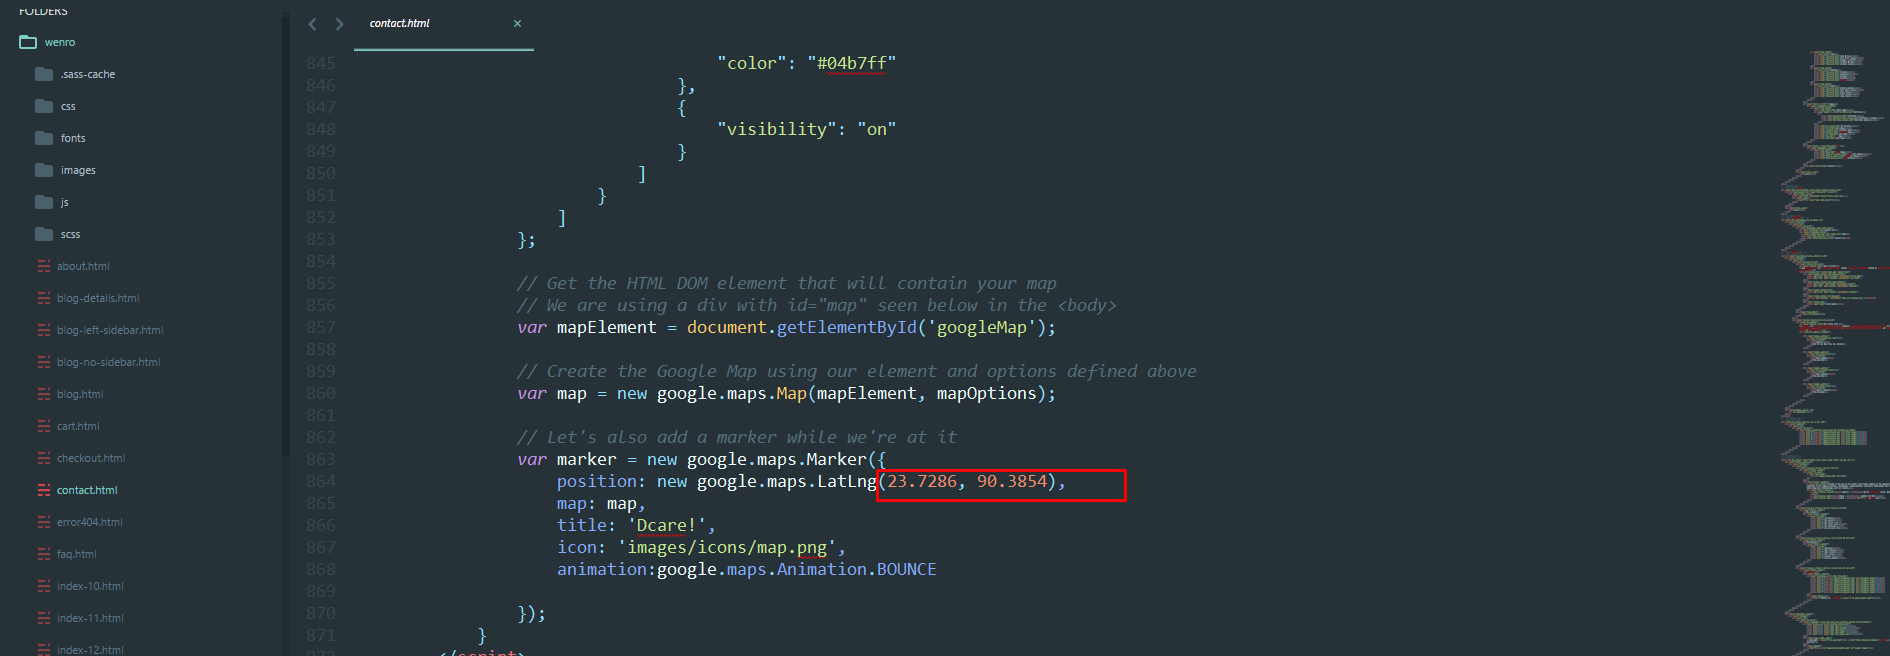 FOLDERS
wenro
.sass-cache
css
fonts
images
js
scss
about.html
blog-details.html
blog-left-sidebar.html
blog-no-sidebar.html
blog.html
cart.html
checkout.html
contact.html
error404.html
faq.html
index-10.html
index-11.html
index-12.html
contact.html ×
845 "color": "#04b7ff"
846 },
847 {
848 "visibility": "on"
849 }
850 ]
851 }
852 ]
853 };
854
855 // Get the HTML DOM element that will contain your map
856 // We are using a div with id="map" seen below in the <body>
857 var mapElement = document.getElementById('googleMap');
858
859 // Create the Google Map using our element and options defined above
860 var map = new google.maps.Map(mapElement, mapOptions);
861
862 // Let's also add a marker while we're at it
863 var marker = new google.maps.Marker({
864 position: new google.maps.LatLng(23.7286, 90.3854),
865 map: map,
866 title: 'Dcare!',
867 icon: 'images/icons/map.png',
868 animation:google.maps.Animation.BOUNCE
869
870 });
871 }
872 </script>